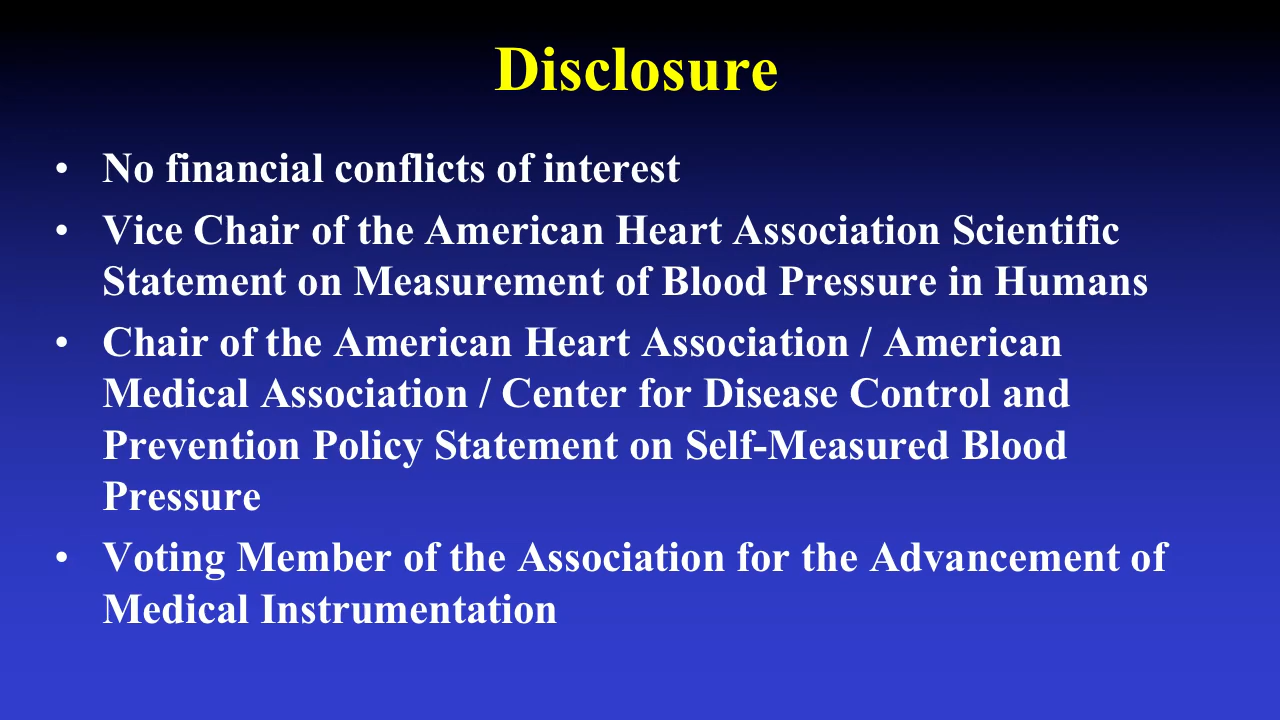 Disclosure
• No financial conflicts of interest
• Vice Chair of the American Heart Association Scientific
Statement on Measurement of Blood Pressure in Humans
• Chair of the American Heart Association / American
Medical Association / Center for Disease Control and
Prevention Policy Statement on Self-Measured Blood
Pressure
• Voting Member of the Association for the Advancement of
Medical Instrumentation